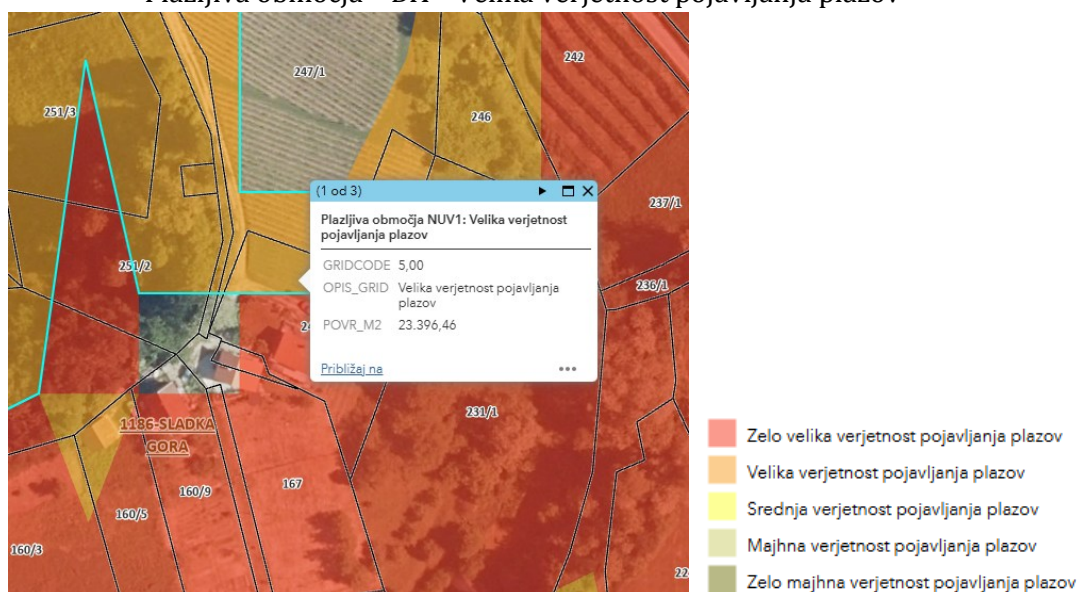 Plazljiva območja – DA – Velika verjetnost pojavljanja plazov
247/1
242
251/3
246
(1 od 3)
237/1
Plazljiva območja NUV1: Velika verjetnost
pojavljanja plazov
251/2
GRIDCODE 5,00
OPIS_GRID Velika verjetnost pojavljanja
plazov
236/1
POVR_M2 23.396,46
Približaj na
231/1
1186-SLADKA
GORA
160/9
167
160/5
160/3
Zelo velika verjetnost pojavljanja plazov
Velika verjetnost pojavljanja plazov
Srednja verjetnost pojavljanja plazov
Majhna verjetnost pojavljanja plazov
Zelo majhna verjetnost pojavljanja plazov